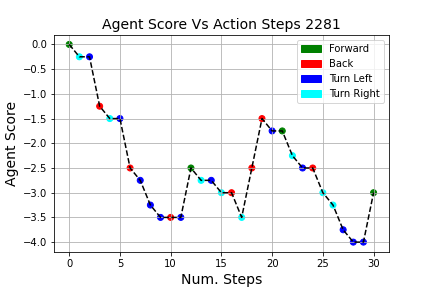 Agent Score Vs Action Steps 2281
Forward
Back
Turn Left
Turn Right
Agent Score
0.0
−0.5
−1.0
−1.5
−2.0
−2.5
−3.0
−3.5
−4.0
0 5 10 15 20 25 30
Num. Steps